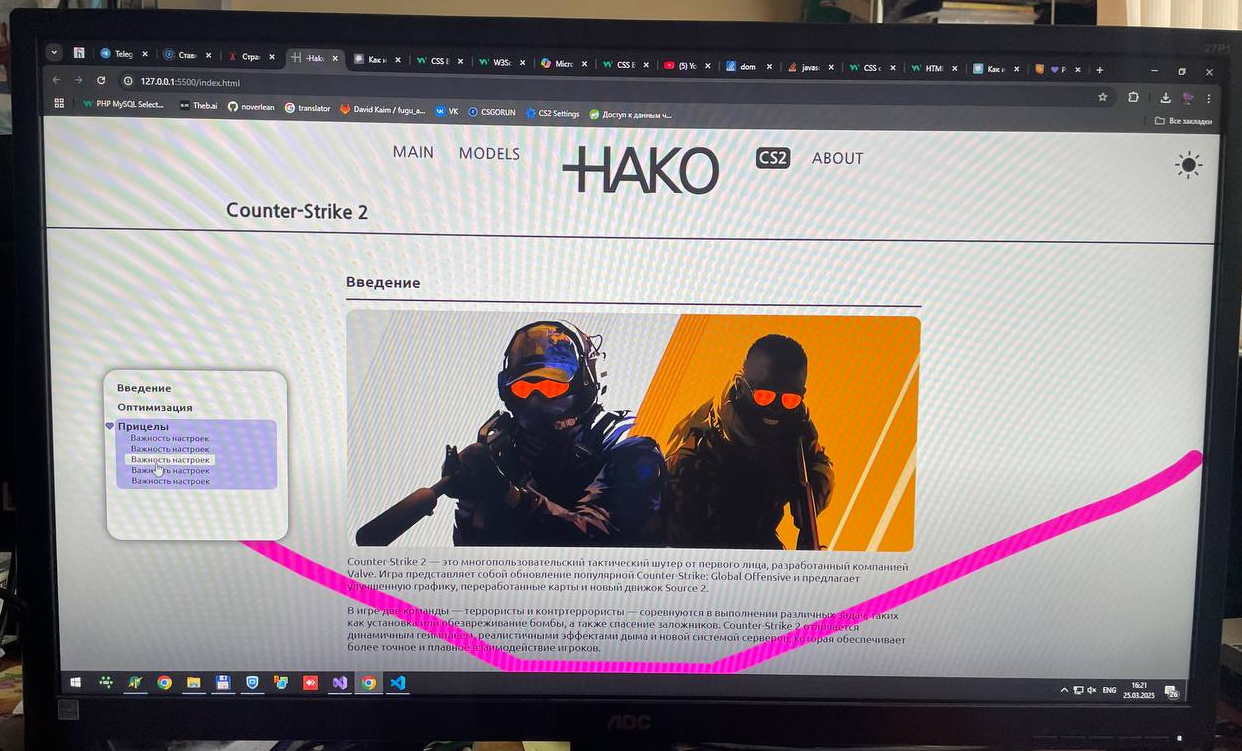 27P1
Teleg
Став
Стра
-Hako
Как и
CSS B
W3Sc
Micro
CSS B
(5) Yo
dom
javas
CSS c
HTML
Как и
127.0.0.1:5500/index.html
PHP MySQL Select...
Theb.ai
noverlean
translator
David Kaim / fugu_a...
VK
CSGORUN
CS2 Settings
Доступ к данным ч...
Все закладки
MAIN
MODELS
HAKO
CS2
ABOUT
Counter-Strike 2
Введение
Введение
Оптимизация
Прицелы
Важность настроек
Важность настроек
Важность настроек
Важность настроек
Важность настроек
Counter-Strike 2 — это многопользовательский тактический шутер от первого лица, разработанный компанией
Valve. Игра представляет собой обновление популярной Counter-Strike: Global Offensive и предлагает
улучшенную графику, переработанные карты и новый движок Source 2.
В игре две команды — террористы и контртеррористы — соревнуются в выполнении различных задач, таких
как установка или обезвреживание бомбы, а также спасение заложников. Counter-Strike 2 отличается
динамичным геймплеем, реалистичными эффектами дыма и новой системой серверов, которая обеспечивает
более точное и плавное взаимодействие игроков.
ENG
16:21
25.03.2025
26
AOC